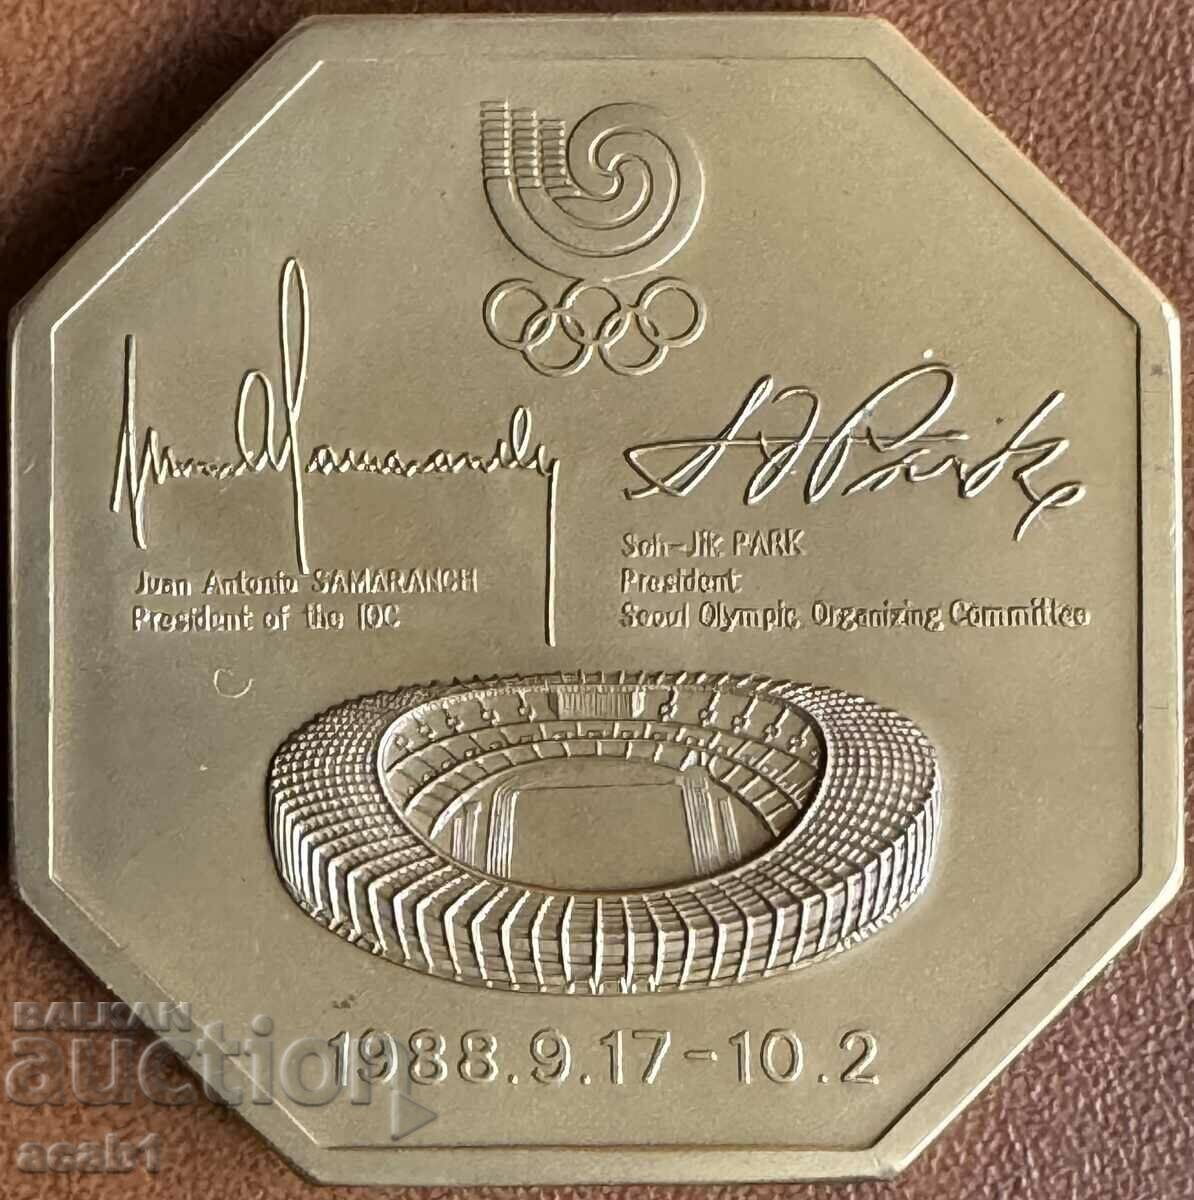 Juan Antonio SAMARANCH
President of the IOC
Soh-Jik PARK
President
Seoul Olympic Organizing Committee
1988.9.17-10.2
BALKAN
auction
acab1